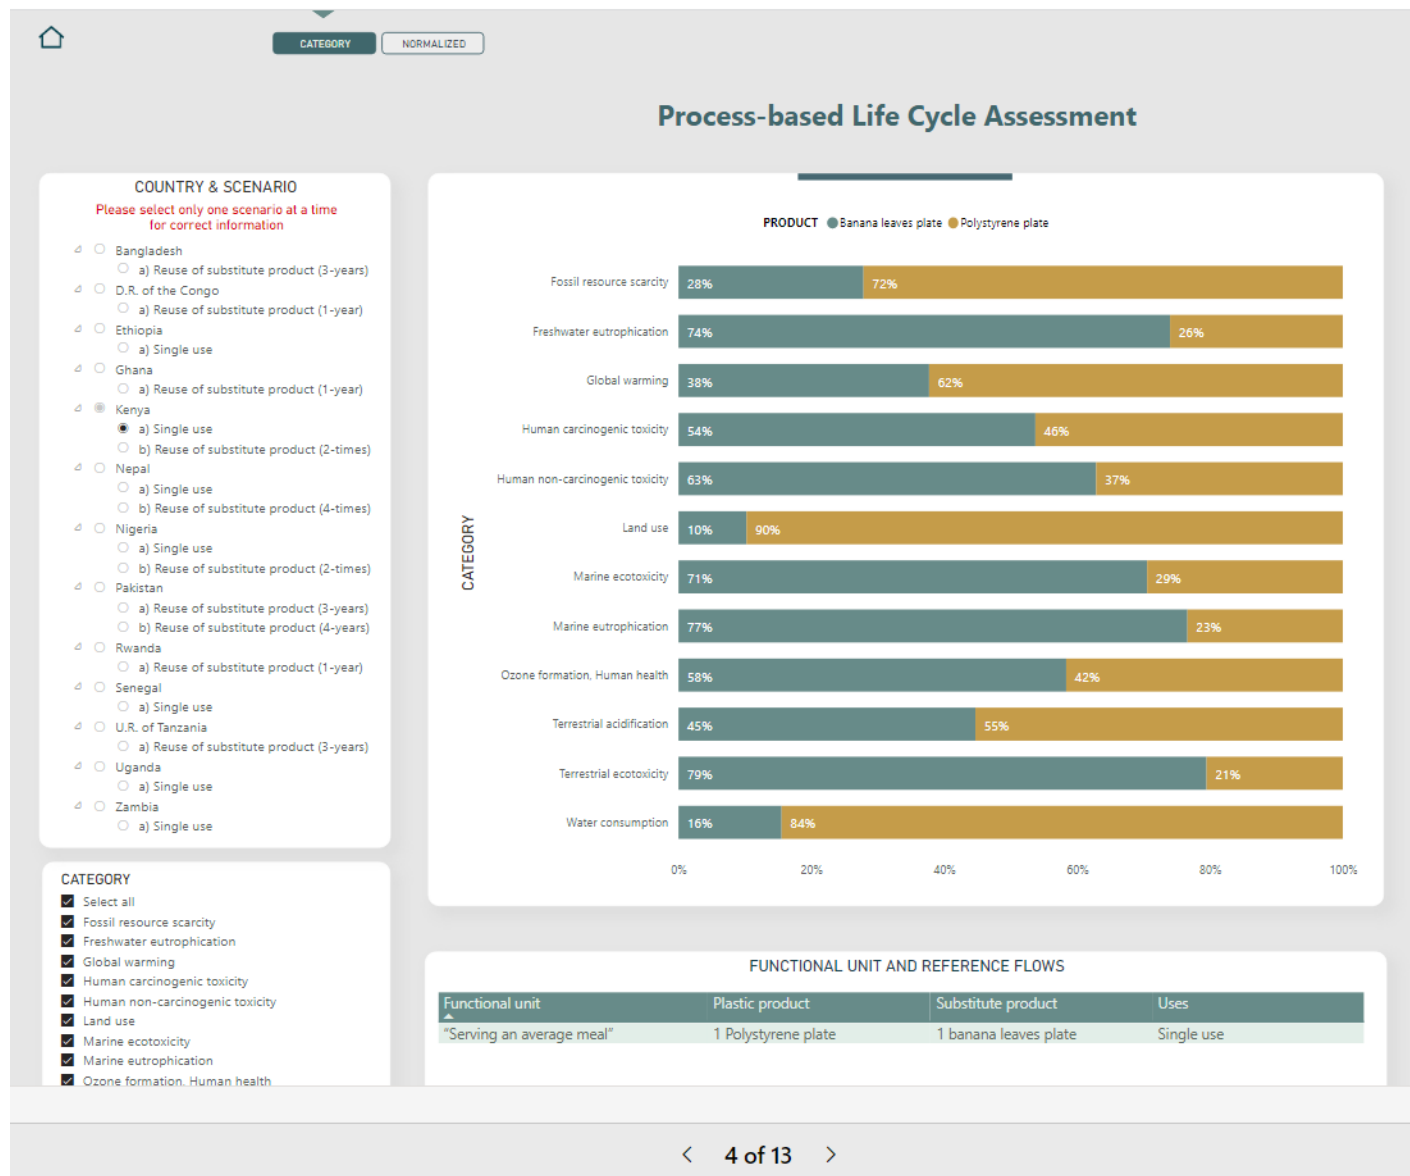 CATEGORY
NORMALIZED
Process-based Life Cycle Assessment
COUNTRY & SCENARIO
Please select only one scenario at a time
for correct information
Bangladesh
a) Reuse of substitute product (3-years)
D.R. of the Congo
a) Reuse of substitute product (1-year)
Ethiopia
a) Single use
Ghana
a) Reuse of substitute product (1-year)
Kenya
a) Single use
b) Reuse of substitute product (2-times)
Nepal
a) Single use
b) Reuse of substitute product (4-times)
Nigeria
a) Single use
b) Reuse of substitute product (2-times)
Pakistan
a) Reuse of substitute product (3-years)
b) Reuse of substitute product (4-years)
Rwanda
a) Reuse of substitute product (1-year)
Senegal
a) Single use
U.R. of Tanzania
a) Reuse of substitute product (3-years)
Uganda
a) Single use
Zambia
a) Single use
CATEGORY
Select all
Fossil resource scarcity
Freshwater eutrophication
Global warming
Human carcinogenic toxicity
Human non-carcinogenic toxicity
Land use
Marine ecotoxicity
Marine eutrophication
Ozone formation, Human health
PRODUCT Banana leaves plate Polystyrene plate
CATEGORY
Fossil resource scarcity 28% 72%
Freshwater eutrophication 74% 26%
Global warming 38% 62%
Human carcinogenic toxicity 54% 46%
Human non-carcinogenic toxicity 63% 37%
Land use 10% 90%
Marine ecotoxicity 71% 29%
Marine eutrophication 77% 23%
Ozone formation, Human health 58% 42%
Terrestrial acidification 45% 55%
Terrestrial ecotoxicity 79% 21%
Water consumption 16% 84%
0% 20% 40% 60% 80% 100%
FUNCTIONAL UNIT AND REFERENCE FLOWS
Functional unit Plastic product Substitute product Uses
"Serving an average meal" 1 Polystyrene plate 1 banana leaves plate Single use
4 of 13